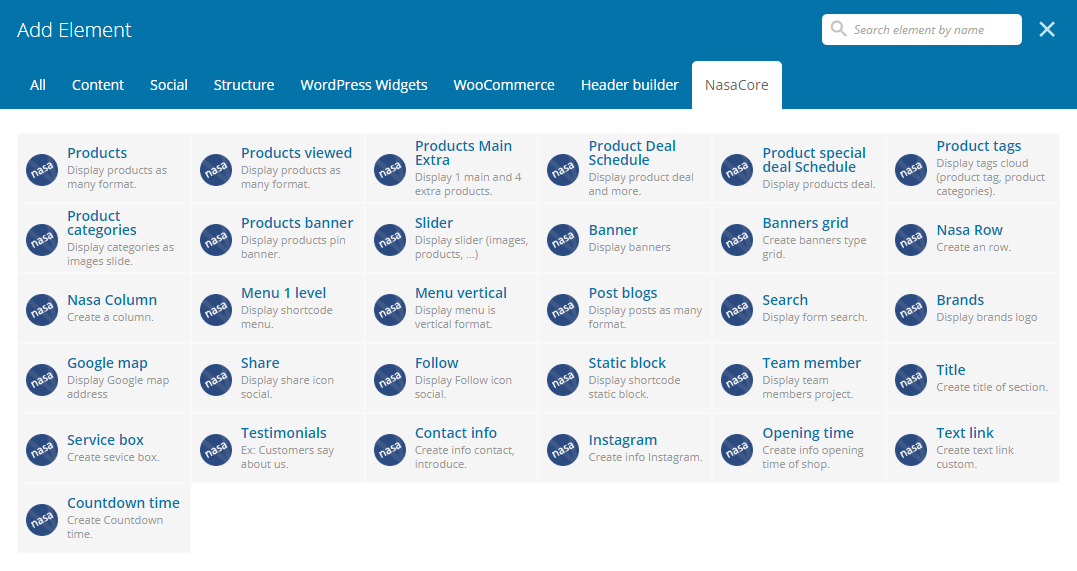 Add Element
Search element by name
All
Content
Social
Structure
WordPress Widgets
WooCommerce
Header builder
NasaCore
nasa
Products
Display products as
many format.
nasa
Products viewed
Display products as
many format.
nasa
Products Main
Extra
Display 1 main and 4
extra products.
nasa
Product Deal
Schedule
Display product deal
and more.
nasa
Product special
deal Schedule
Display products deal.
nasa
Product tags
Display tags cloud
(product tag, product
categories).
nasa
Product
categories
Display categories as
images slide.
nasa
Products banner
Display products pin
banner.
nasa
Slider
Display slider (images,
products, ...)
nasa
Banner
Display banners
nasa
Banners grid
Create banners type
grid.
nasa
Nasa Row
Create an row.
nasa
Nasa Column
Create a column.
nasa
Menu 1 level
Display shortcode
menu.
nasa
Menu vertical
Display menu is
vertical format.
nasa
Post blogs
Display posts as many
format.
nasa
Search
Display form search.
nasa
Brands
Display brands logo
nasa
Google map
Display Google map
address
nasa
Share
Display share icon
social.
nasa
Follow
Display Follow icon
social.
nasa
Static block
Display shortcode
static block.
nasa
Team member
Display team
members project.
nasa
Title
Create title of section.
nasa
Service box
Create sevice box.
nasa
Testimonials
Ex: Customers say
about us.
nasa
Contact info
Create info contact,
introduce.
nasa
Instagram
Create info Instagram.
nasa
Opening time
Create info opening
time of shop.
nasa
Text link
Create text link
custom.
nasa
Countdown time
Create Countdown
time.